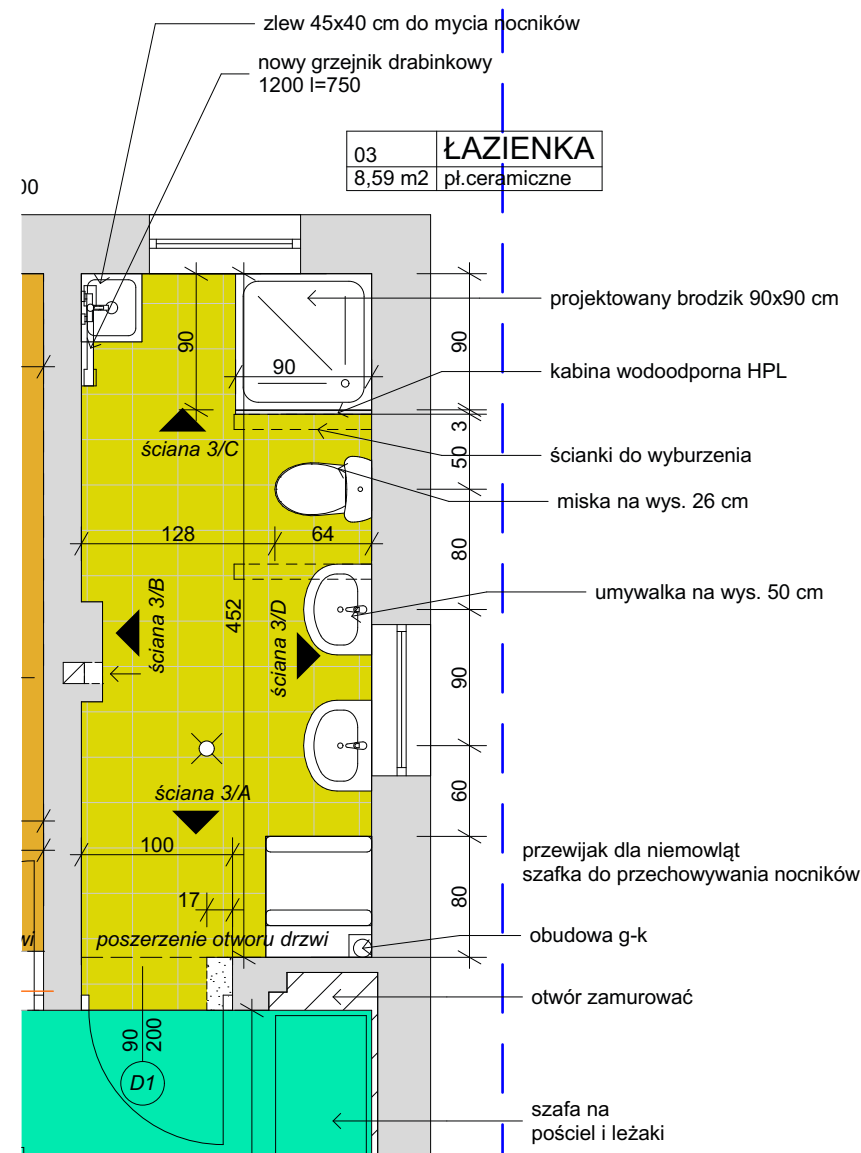 zlew 45x40 cm do mycia nocników
nowy grzejnik drabinkowy
1200 l=750
03 ŁAZIENKA
8,59 m2 pł.ceramiczne
00
projektowany brodzik 90x90 cm
90
90
90
kabina wodoodporna HPL
3
ściana 3/C
50
ścianki do wyburzenia
miska na wys. 26 cm
128
64
80
umywalka na wys. 50 cm
452
ściana 3/B
ściana 3/D
90
ściana 3/A
60
100
przewijak dla niemowląt
szafka do przechowywania nocników
17
80
wi
poszerzenie otworu drzwi
obudowa g-k
otwór zamurować
90
200
D1
szafa na
pościel i leżaki